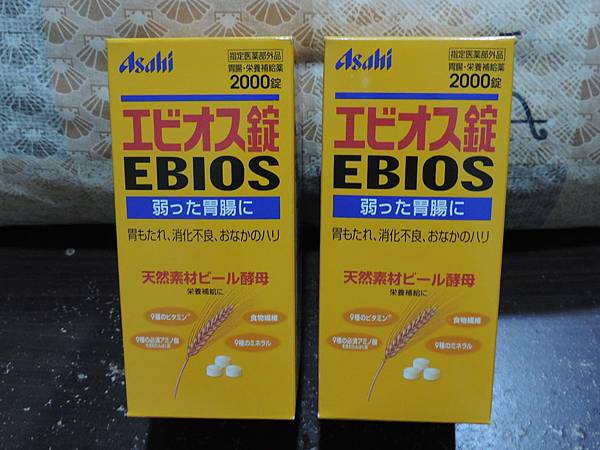 Asahi
指定医薬部外品
胃腸・栄養補給薬
2000錠
エビオス錠
EBIOS
弱った胃腸に
胃もたれ、消化不良、おなかのハリ
天然素材ビール酵母
栄養補給に
9種のビタミン
食物繊維
9種の必須アミノ酸
9種のミネラル
Asahi
指定医薬部外品
胃腸・栄養補給薬
2000錠
エビオス錠
EBIOS
弱った胃腸に
胃もたれ、消化不良、おなかのハリ
天然素材ビール酵母
栄養補給に
9種のビタミン
食物繊維
9種の必須アミノ酸
9種のミネラル